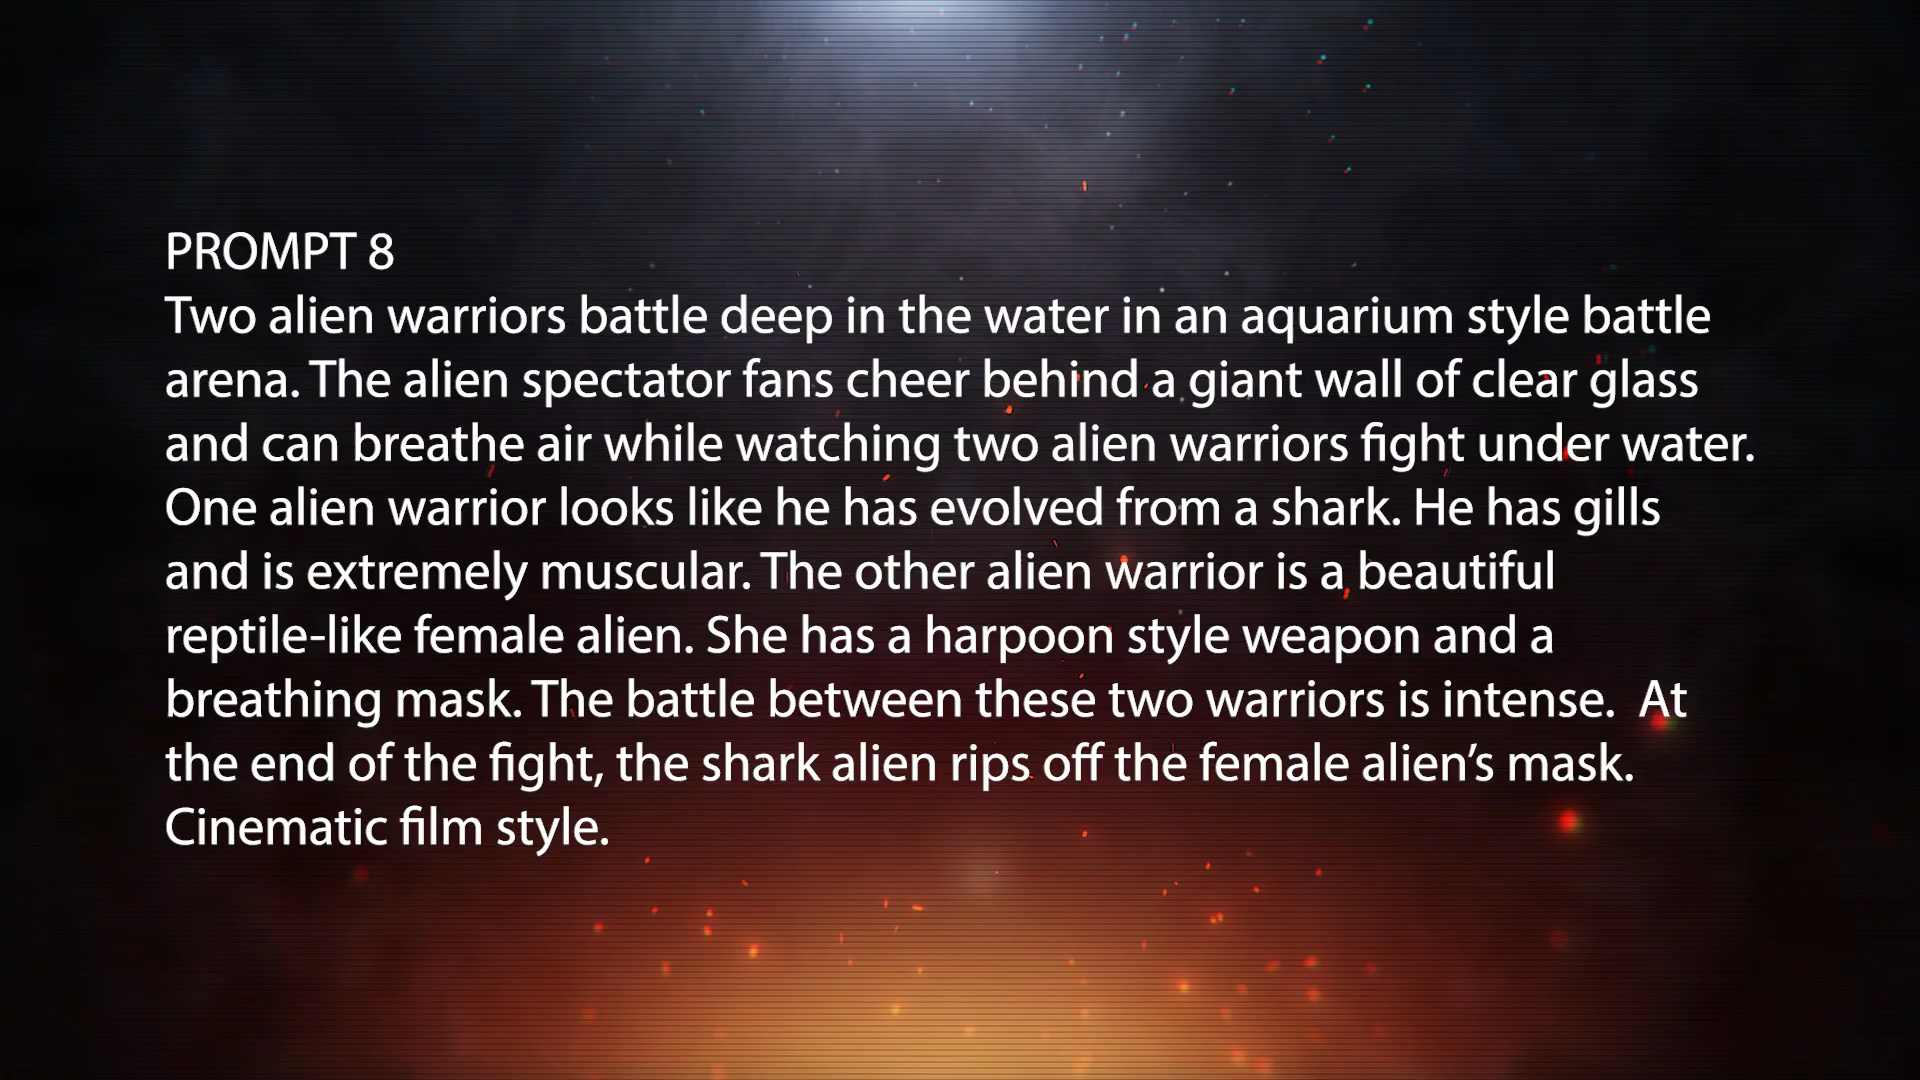 PROMPT 8
Two alien warriors battle deep in the water in an aquarium style battle
arena. The alien spectator fans cheer behind a giant wall of clear glass
and can breathe air while watching two alien warriors fight under water.
One alien warrior looks like he has evolved from a shark. He has gills
and is extremely muscular. The other alien warrior is a beautiful
reptile-like female alien. She has a harpoon style weapon and a
breathing mask. The battle between these two warriors is intense.  At
the end of the fight, the shark alien rips off the female alien’s mask.
Cinematic film style.